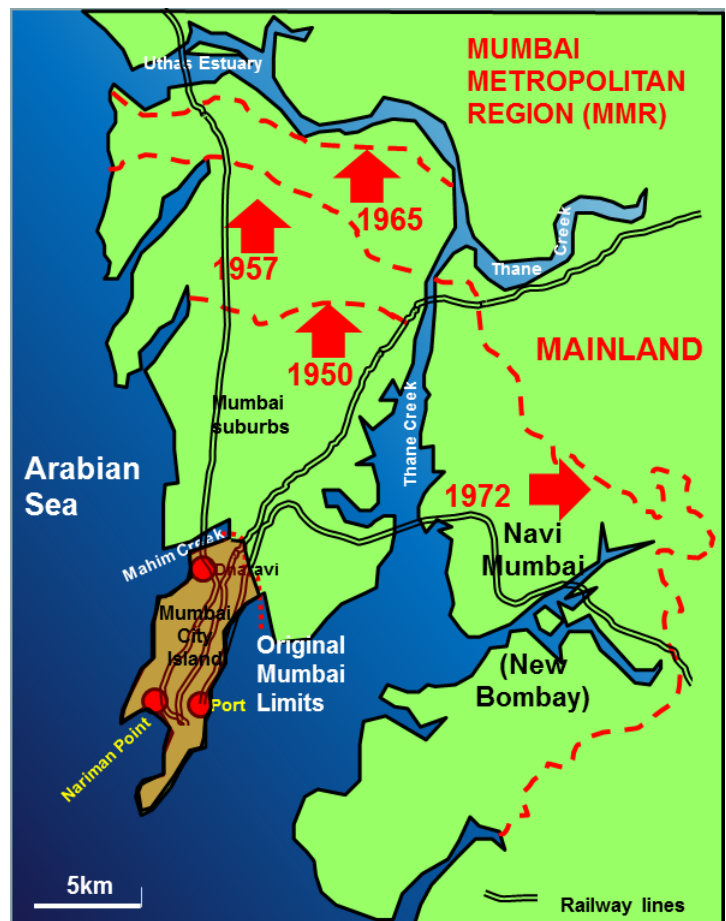 Uthas Estuary
MUMBAI
METROPOLITAN
REGION (MMR)
1965
1957
Thane
Creek
1950
MAINLAND
Mumbai
suburbs
Thane Creek
Arabian
Sea
1972
Navi
Mumbai
Mahim Creek
Dharavi
Mumbai
City
Island
Original
Mumbai
Limits
(New
Bombay)
Port
Nariman Point
5km
Railway lines